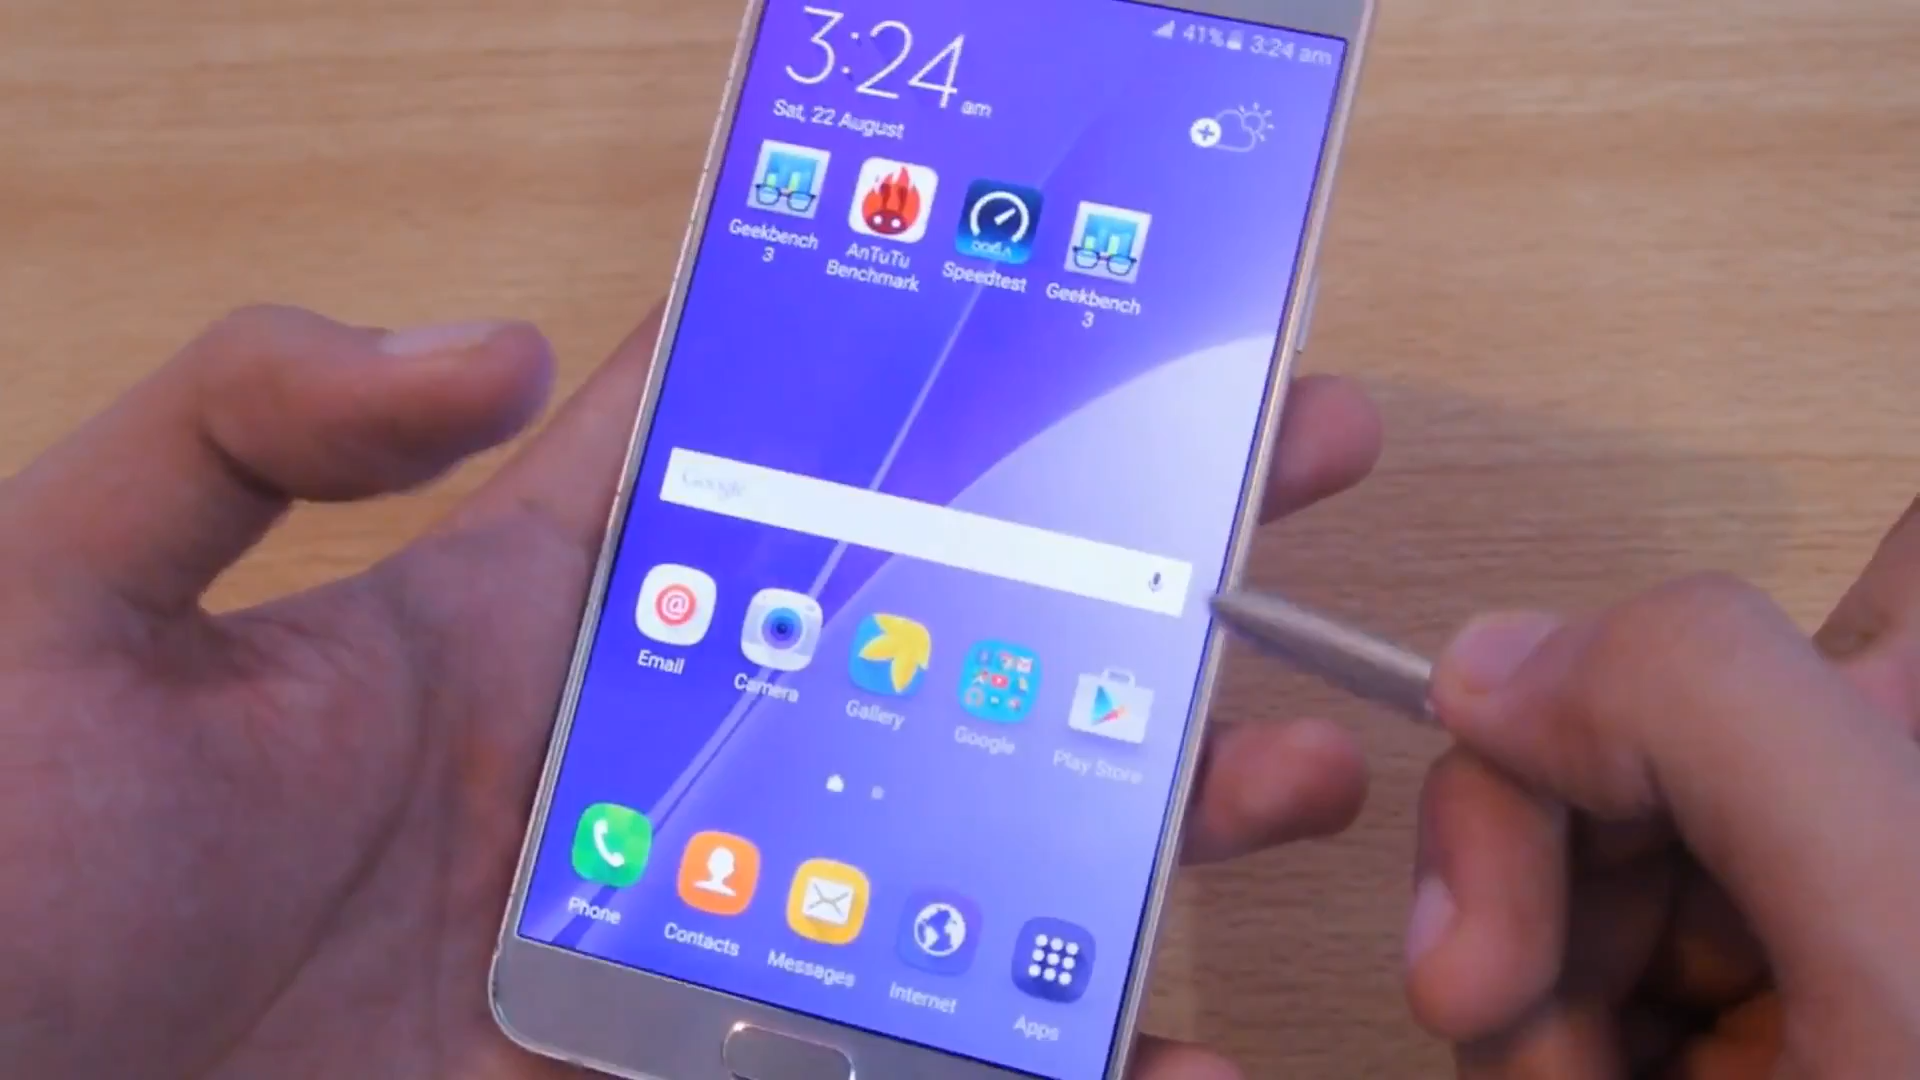 3:24 am
41% 3:24 am
Sat, 22 August
Geekbench
3
AnTuTu
Benchmark
OOKLA
Speedtest
Geekbench
3
Google
@
Email
Camera
Gallery
Google
Play Store
Phone
Contacts
Messages
Internet
Apps